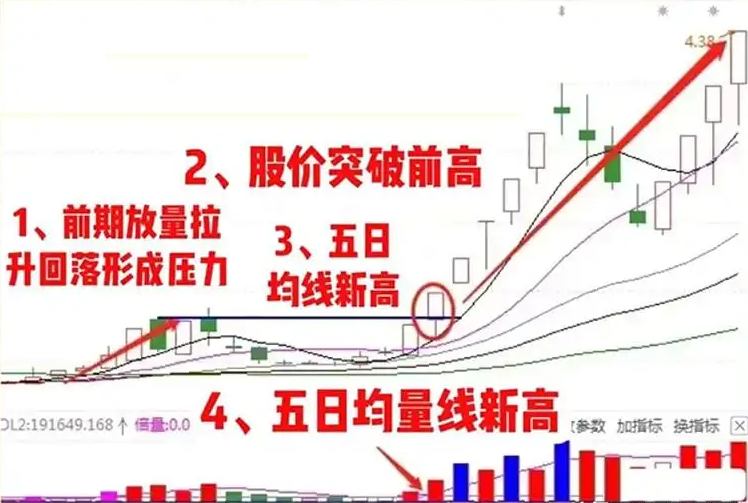 4.38
2、股价突破前高
1、前期放量拉
升回落形成压力
3、五日
均线新高
4、五日均量线新高
OL2:191649.168↑ 倍量:0.0
参数 加指标 换指标